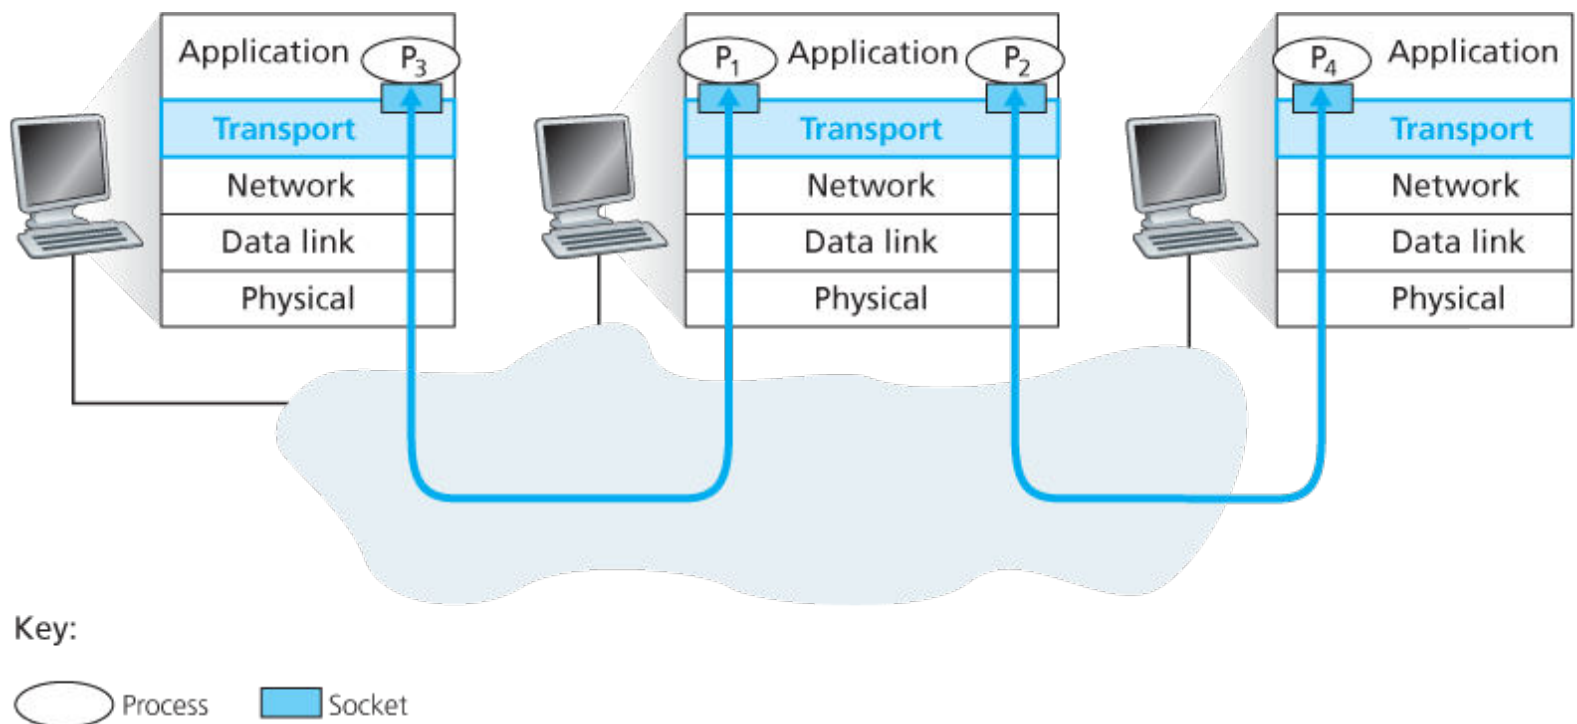 Application P₃ P₁ Application P₂ P₄ Application
Transport Transport Transport
Network Network Network
Data link Data link Data link
Physical Physical Physical
Key:
Process Socket